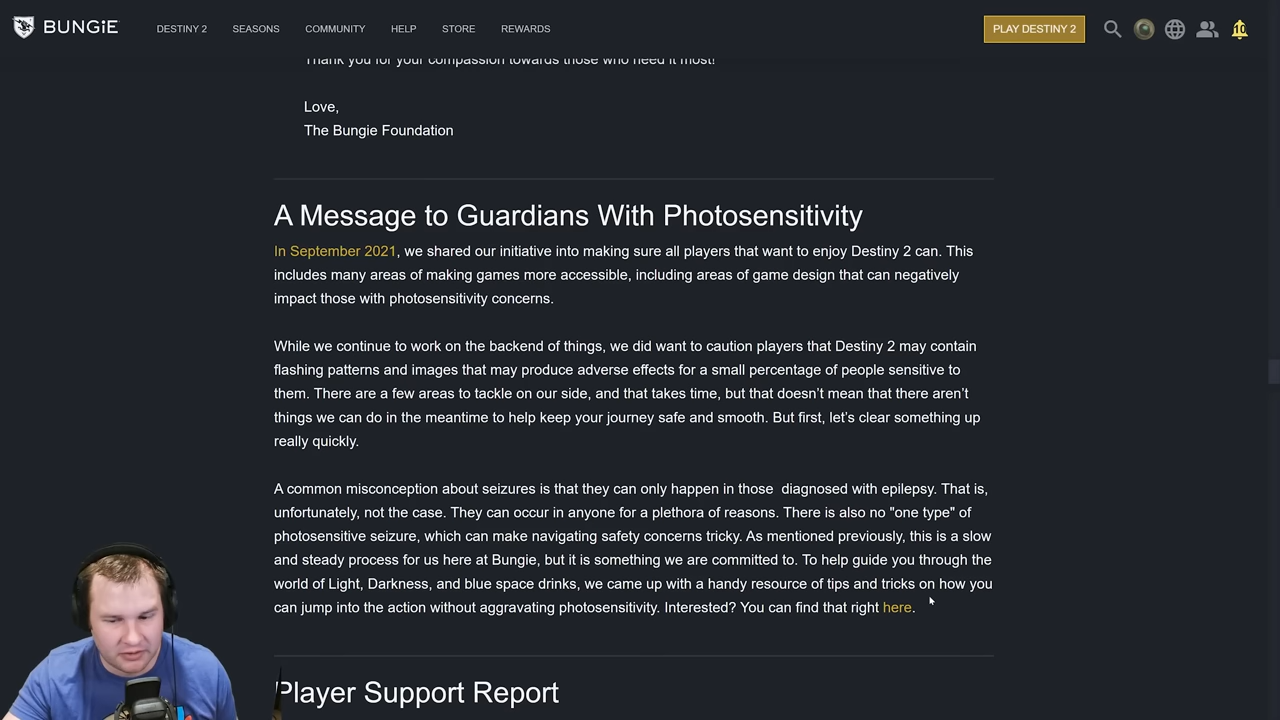 BUNGiE DESTINY 2 SEASONS COMMUNITY HELP STORE REWARDS PLAY DESTINY 2 10
Thank you for your compassion towards those who need it most!
Love,
The Bungie Foundation
A Message to Guardians With Photosensitivity
In September 2021, we shared our initiative into making sure all players that want to enjoy Destiny 2 can. This
includes many areas of making games more accessible, including areas of game design that can negatively
impact those with photosensitivity concerns.
While we continue to work on the backend of things, we did want to caution players that Destiny 2 may contain
flashing patterns and images that may produce adverse effects for a small percentage of people sensitive to
them. There are a few areas to tackle on our side, and that takes time, but that doesn’t mean that there aren’t
things we can do in the meantime to help keep your journey safe and smooth. But first, let’s clear something up
really quickly.
A common misconception about seizures is that they can only happen in those  diagnosed with epilepsy. That is,
unfortunately, not the case. They can occur in anyone for a plethora of reasons. There is also no "one type" of
photosensitive seizure, which can make navigating safety concerns tricky. As mentioned previously, this is a slow
and steady process for us here at Bungie, but it is something we are committed to. To help guide you through the
world of Light, Darkness, and blue space drinks, we came up with a handy resource of tips and tricks on how you
can jump into the action without aggravating photosensitivity. Interested? You can find that right here.
Player Support Report